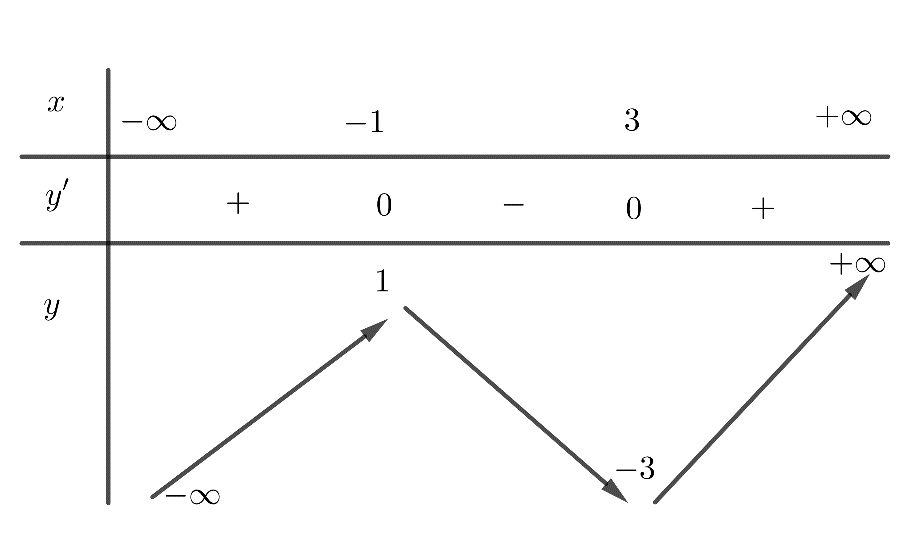 x −∞ −1 3 +∞
y′ + 0 − 0 +
+∞
1
y
−3
−∞